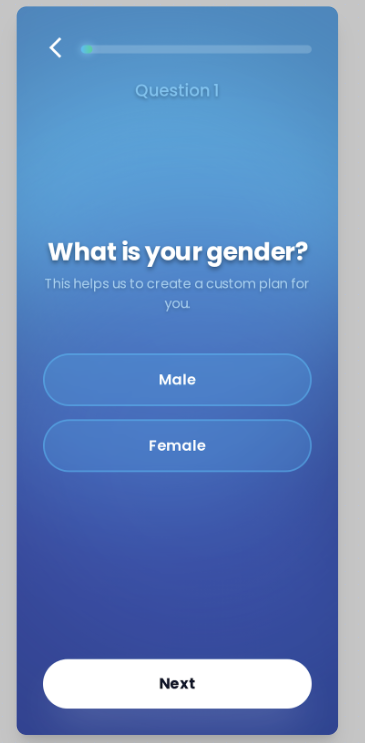 Question 1
What is your gender?
This helps us to create a custom plan for
you.
Male
Female
Next